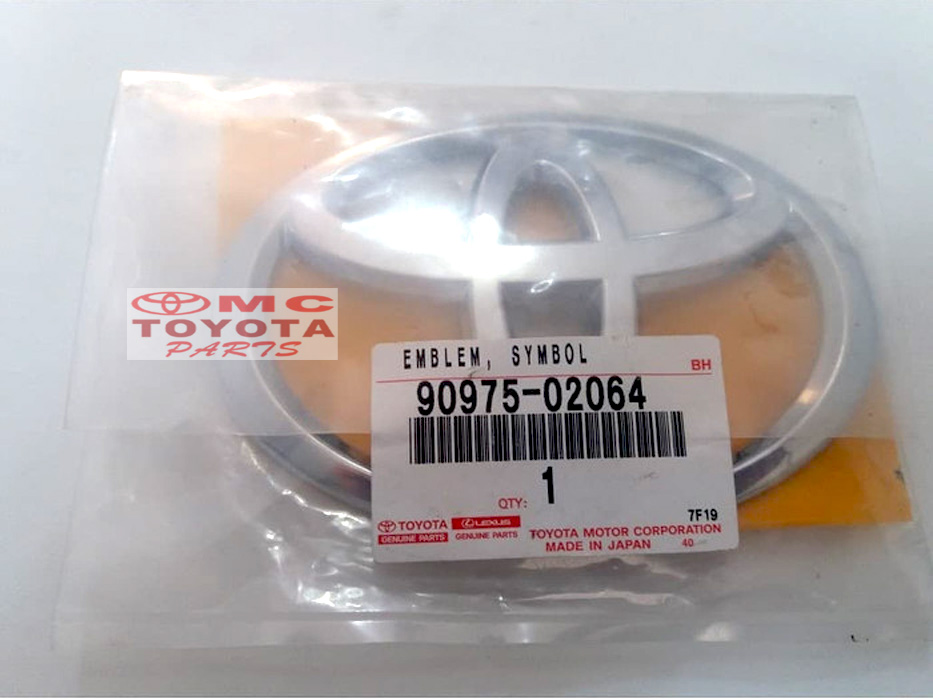 MC
TOYOTA
PARTS
EMBLEM, SYMBOL
BH
90975-02064
QTY: 1
7F19
TOYOTA LEXUS TOYOTA MOTOR CORPORATION
GENUINE PARTS GENUINE PARTS MADE IN JAPAN 40